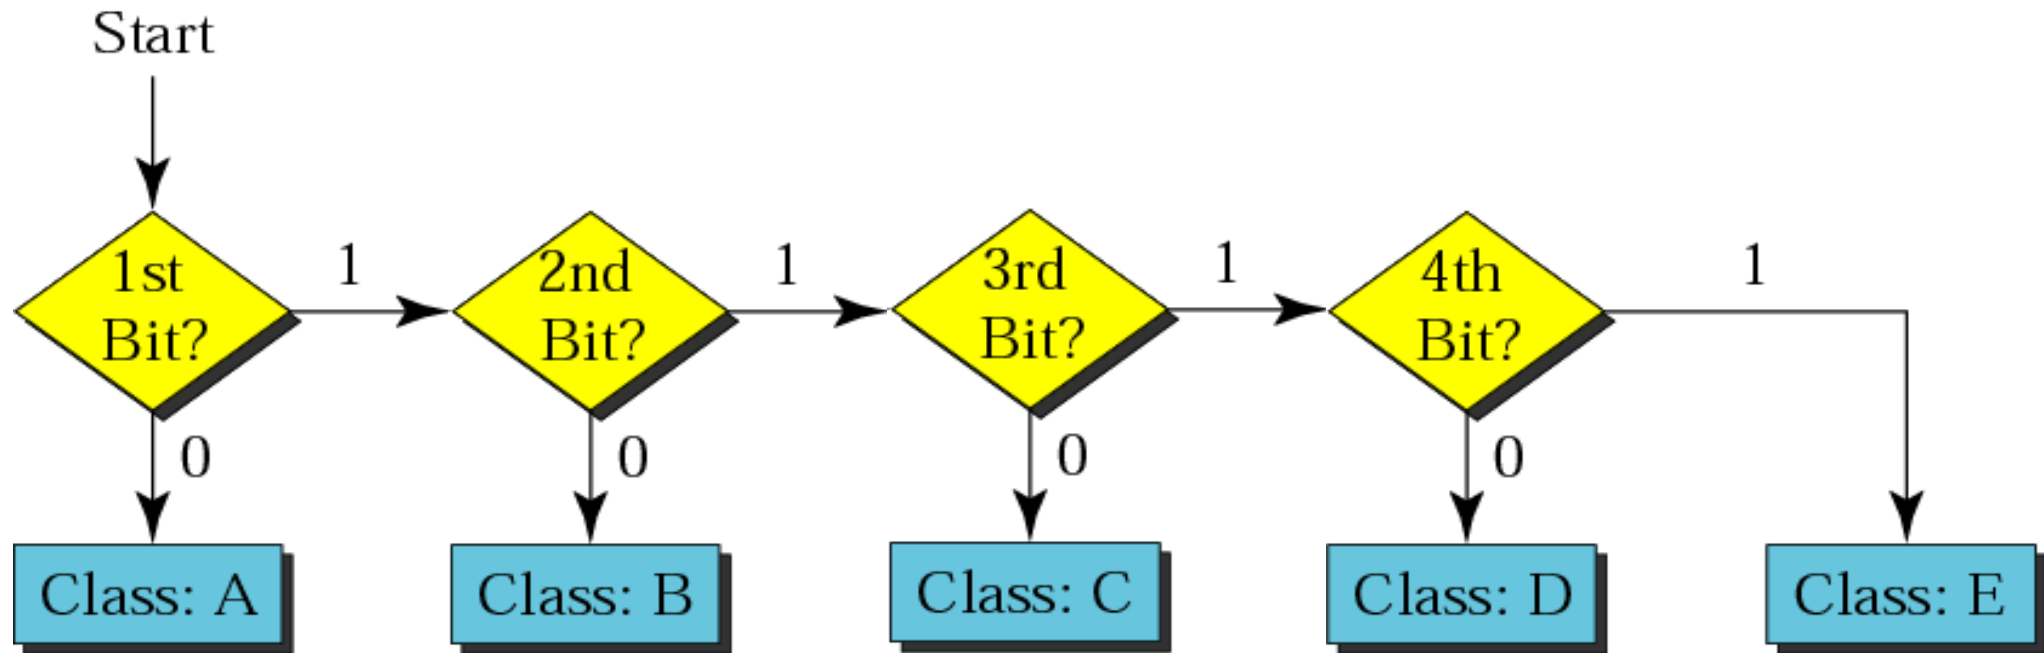 Start
1st
Bit?
1
2nd
Bit?
1
3rd
Bit?
1
4th
Bit?
1
0
0
0
0
Class: A
Class: B
Class: C
Class: D
Class: E